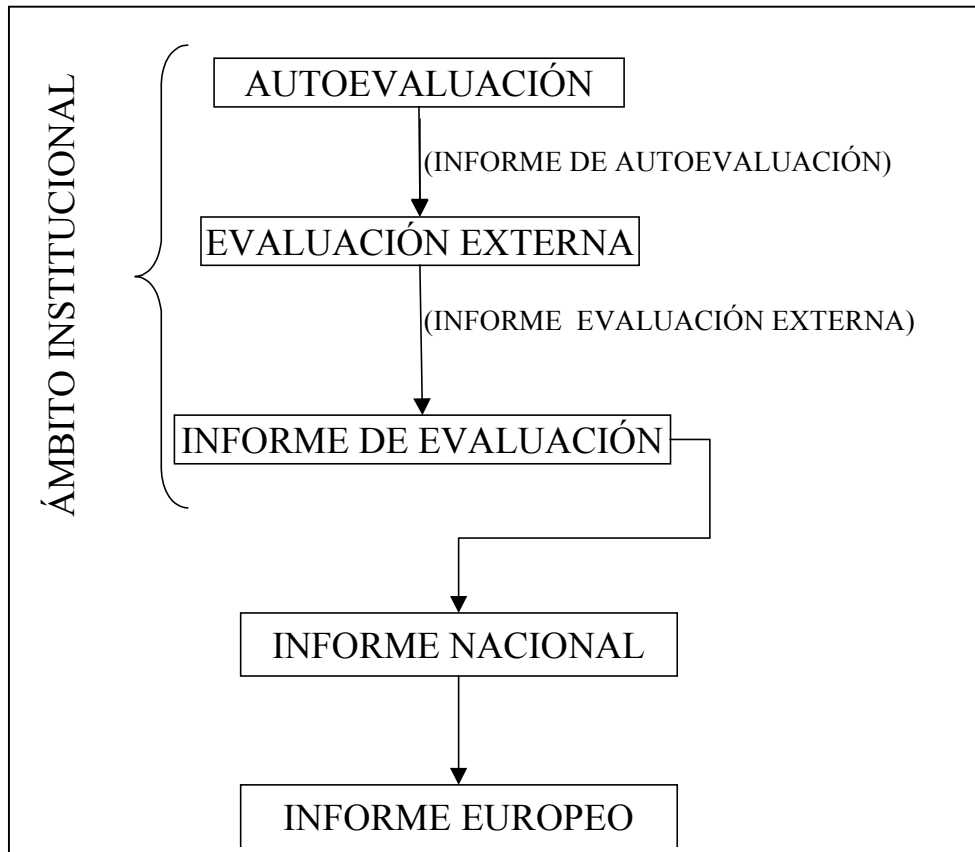 ÁMBITO INSTITUCIONAL
AUTOEVALUACIÓN
(INFORME DE AUTOEVALUACIÓN)
EVALUACIÓN EXTERNA
(INFORME EVALUACIÓN EXTERNA)
INFORME DE EVALUACIÓN
INFORME NACIONAL
INFORME EUROPEO